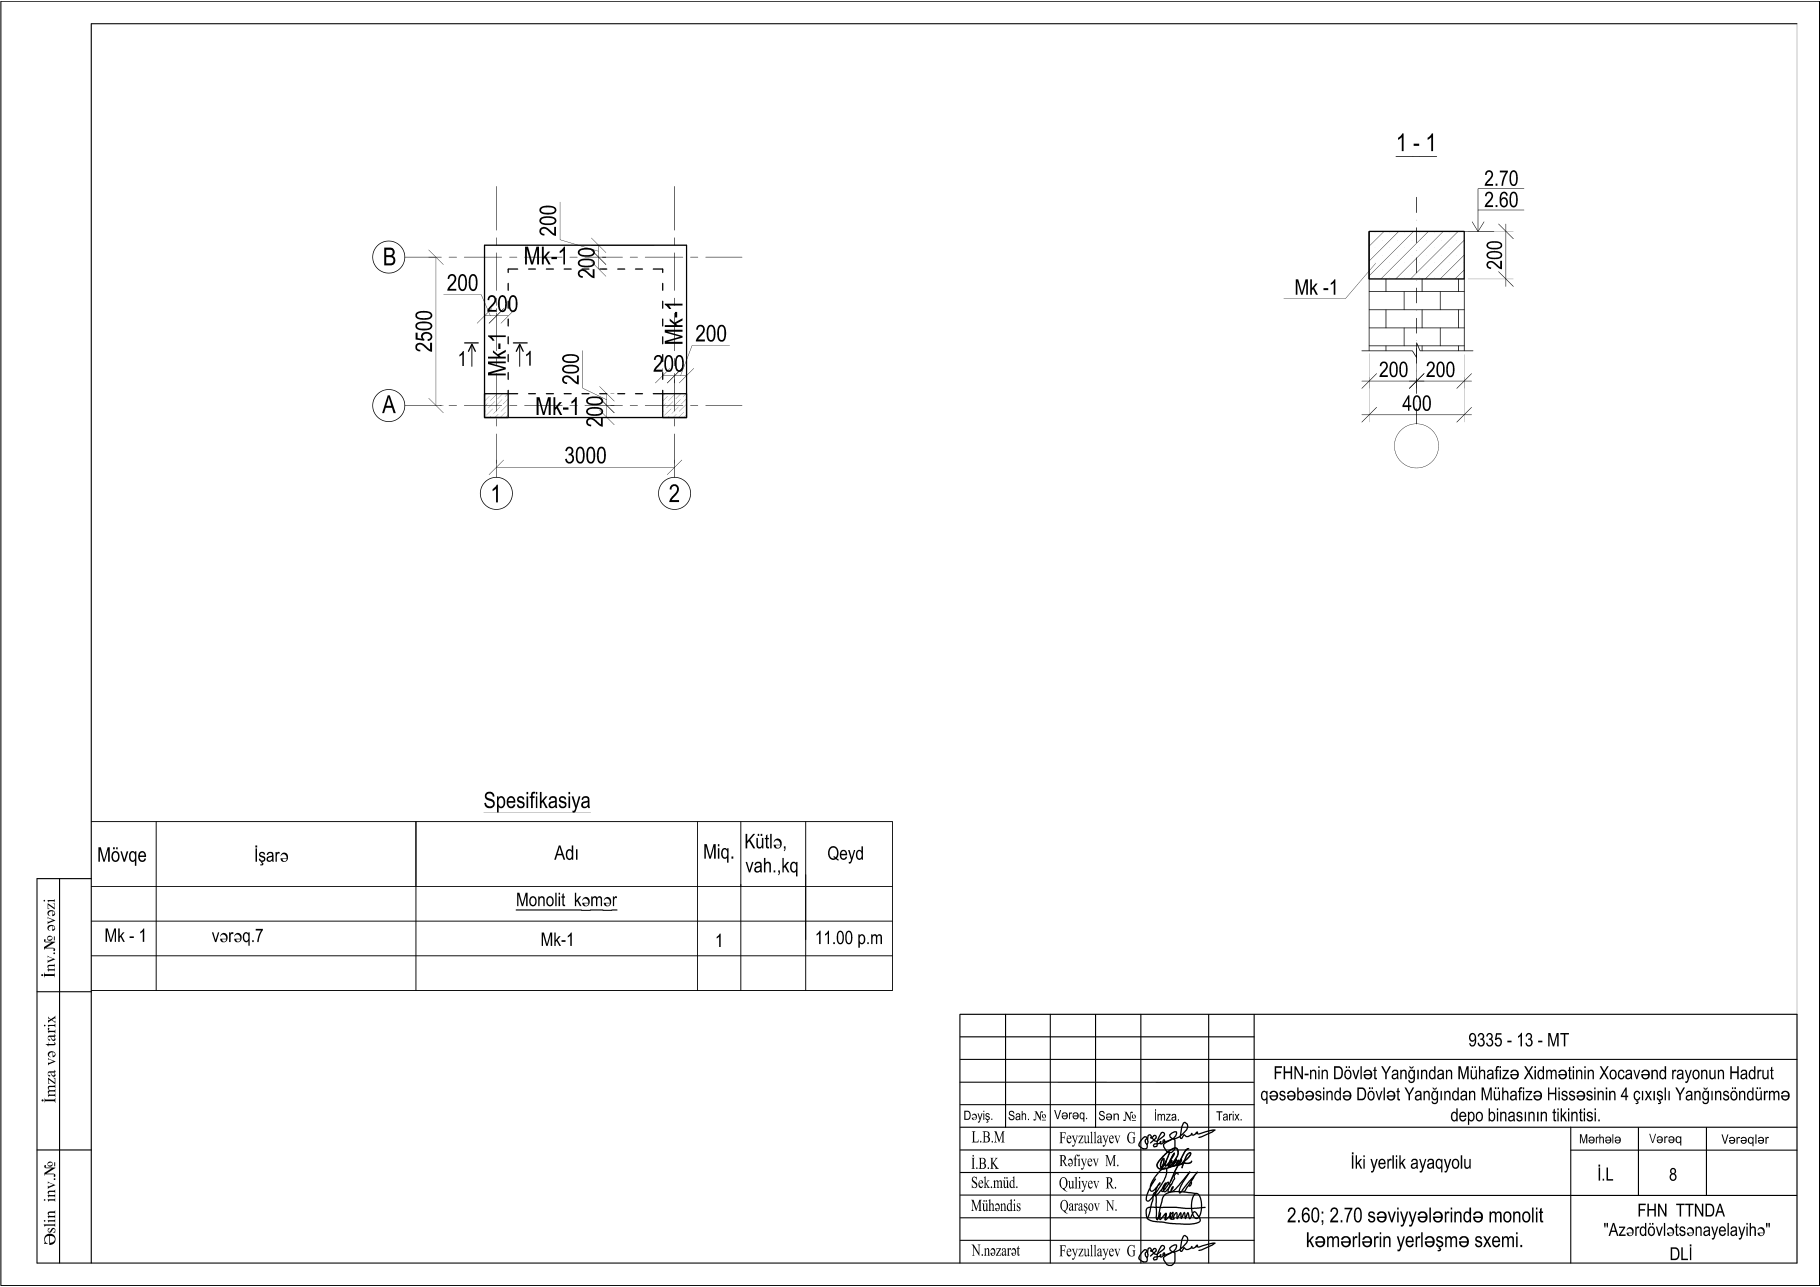 1 - 1
2.70
2.60
200
Mk -1
200
200
400
200
B
Mk-1
200
200
200
2500
Mk-1
200
1
1
Mk-1
200
200
A
Mk-1
200
3000
1
2
Spesifikasiya
Mövqe
İşarə
Adı
Miq.
Kütlə,
vah.,kq
Qeyd
Monolit kəmər
Mk - 1
vərəq.7
Mk-1
1
11.00 p.m
İnv.№ əvəzi
İmza və tarix
Əslin inv.№
9335 - 13 - MT
FHN-nin Dövlət Yanğından Mühafizə Xidmətinin Xocavənd rayonun Hadrut
qəsəbəsində Dövlət Yanğından Mühafizə Hissəsinin 4 çıxışlı Yanğınsöndürmə
depo binasının tikintisi.
Dəyiş. Sah. № Vərəq. Sən № İmza. Tarix.
L.B.M Feyzullayev G
İ.B.K Rəfiyev M.
Sek.müd. Quliyev R.
Mühəndis Qaraşov N.
N.nəzarət Feyzullayev G
İki yerlik ayaqyolu
Mərhələ Vərəq Vərəqlər
İ.L 8
2.60; 2.70 səviyyələrində monolit
kəmərlərin yerləşmə sxemi.
FHN TTNDA
"Azərdövlətsənayelayihə"
DLİ